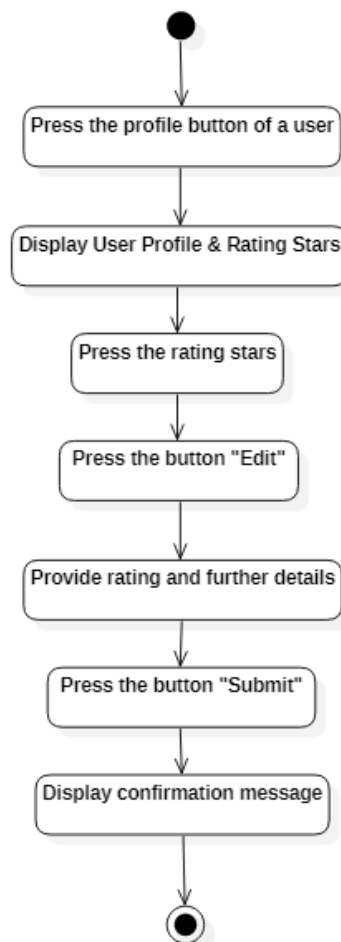 Press the profile button of a user
Display User Profile & Rating Stars
Press the rating stars
Press the button "Edit"
Provide rating and further details
Press the button "Submit"
Display confirmation message